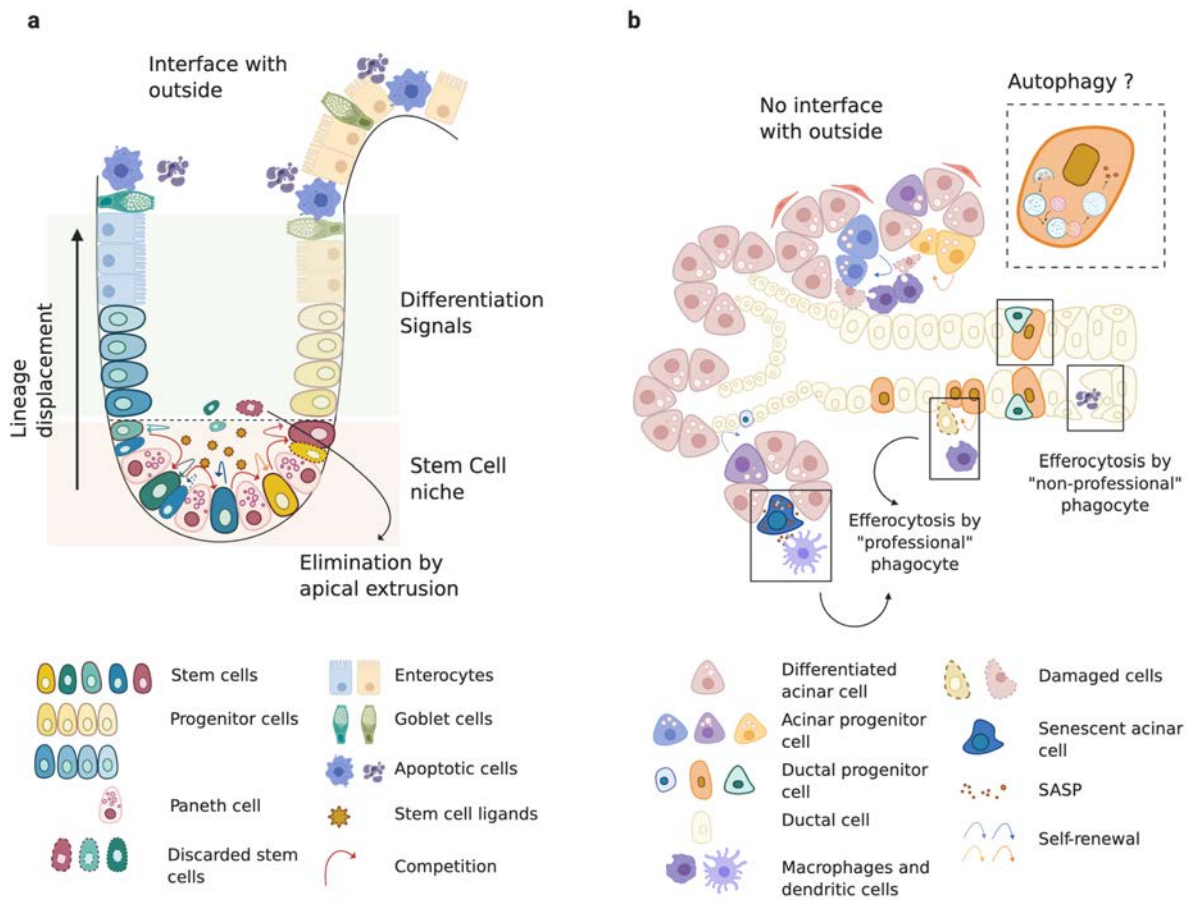 a
Interface with
outside
Lineage
displacement
Differentiation
Signals
Stem Cell
niche
Elimination by
apical extrusion
Stem cells
Progenitor cells
Paneth cell
Discarded stem
cells
Enterocytes
Goblet cells
Apoptotic cells
Stem cell ligands
Competition
b
No interface
with outside
Autophagy ?
Efferocytosis by
"non-professional"
phagocyte
Efferocytosis by
"professional"
phagocyte
Differentiated
acinar cell
Acinar progenitor
cell
Ductal progenitor
cell
Ductal cell
Macrophages and
dendritic cells
Damaged cells
Senescent acinar
cell
SASP
Self-renewal